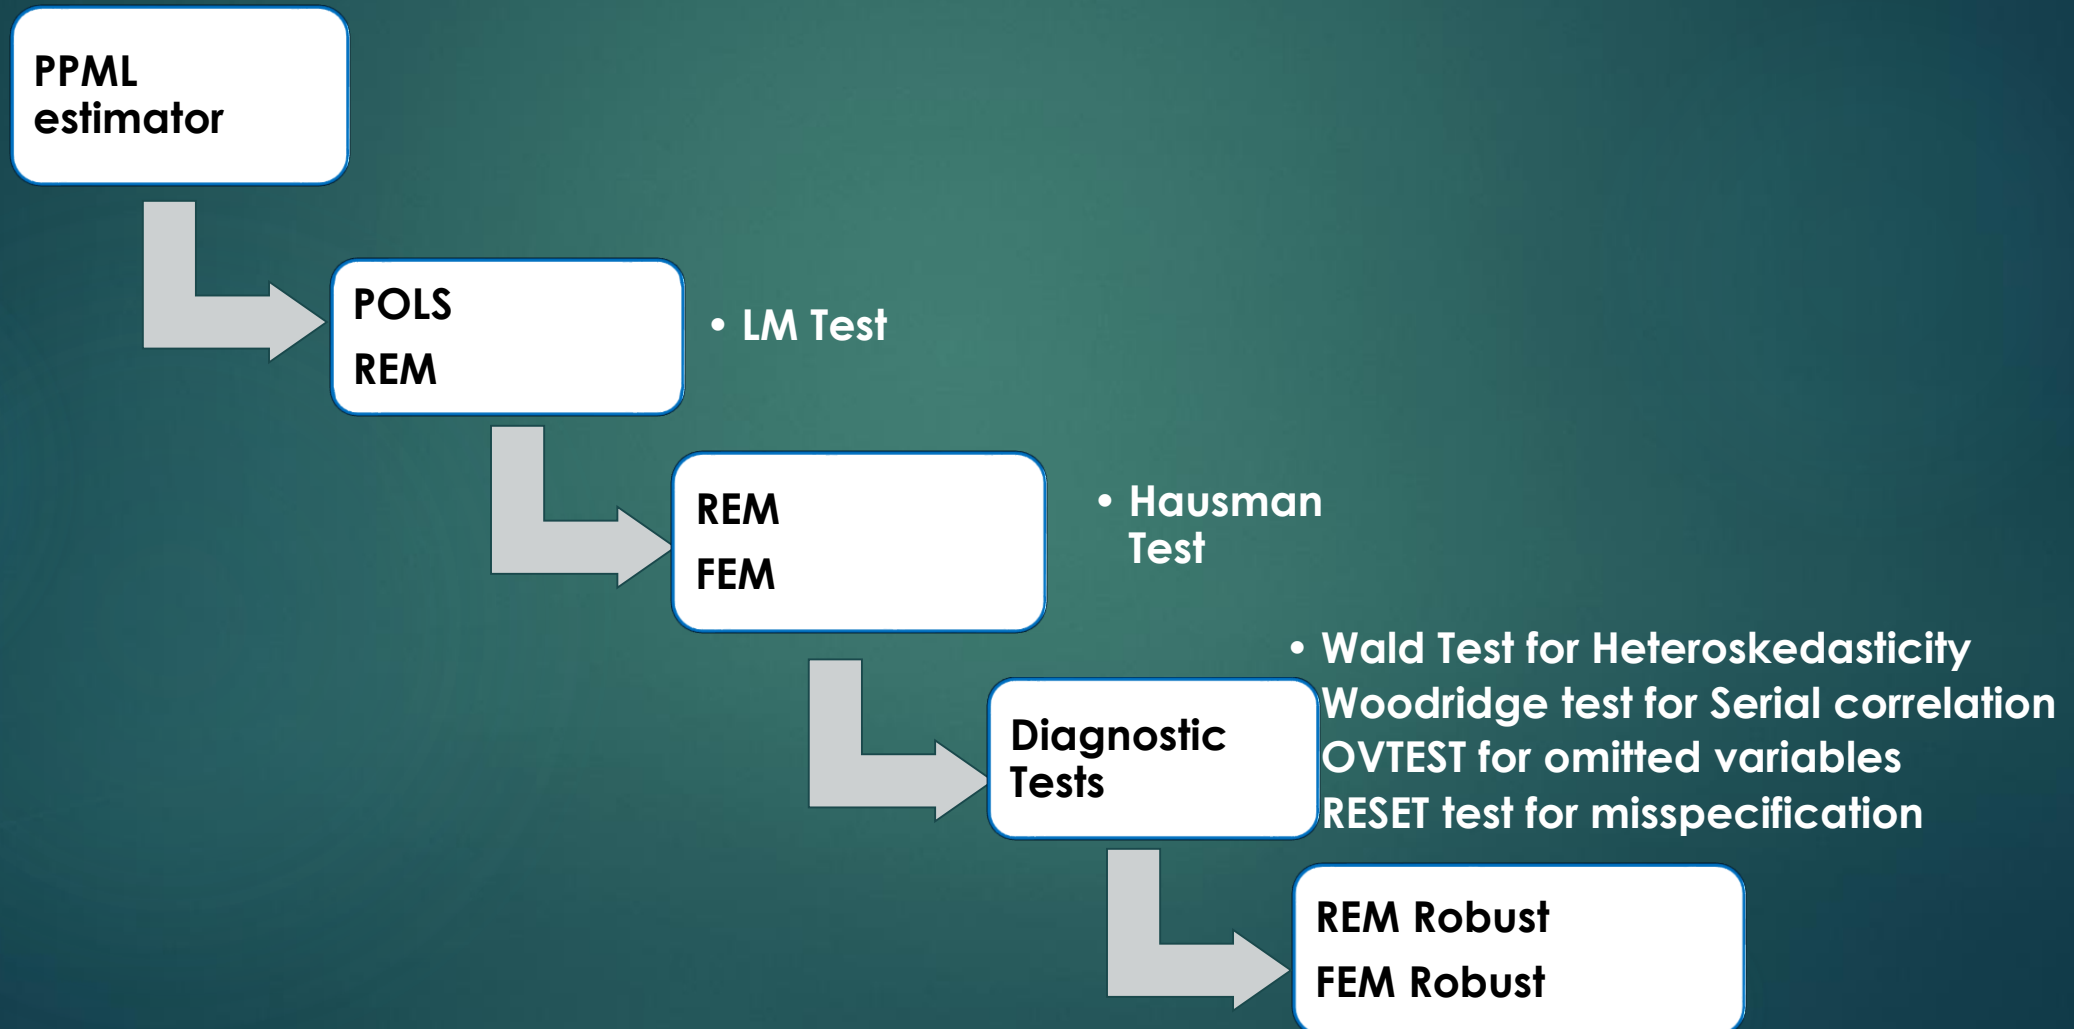 PPML
estimator
POLS
REM
• LM Test
REM
FEM
• Hausman
Test
• Wald Test for Heteroskedasticity
Woodridge test for Serial correlation
OVTEST for omitted variables
RESET test for misspecification
Diagnostic
Tests
REM Robust
FEM Robust